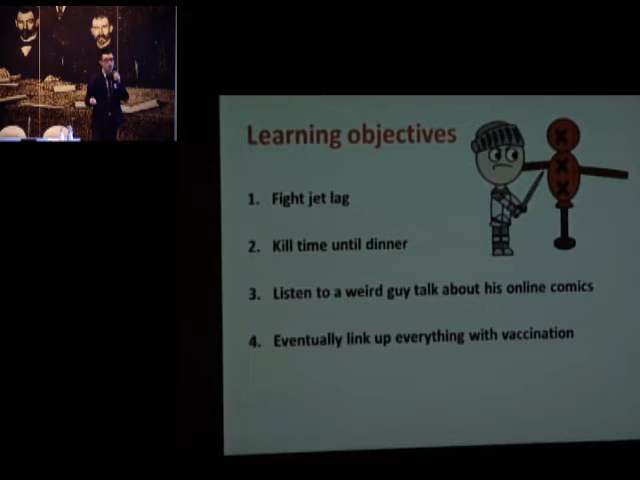 Learning objectives
1. Fight jet lag
2. Kill time until dinner
3. Listen to a weird guy talk about his online comics
4. Eventually link up everything with vaccination